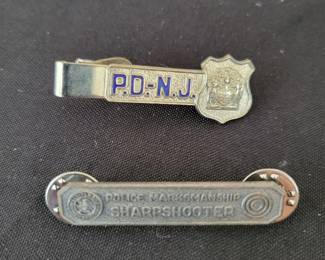 P.D-N.J.
POLICE MARKSMANSHIP
SHARPSHOOTER